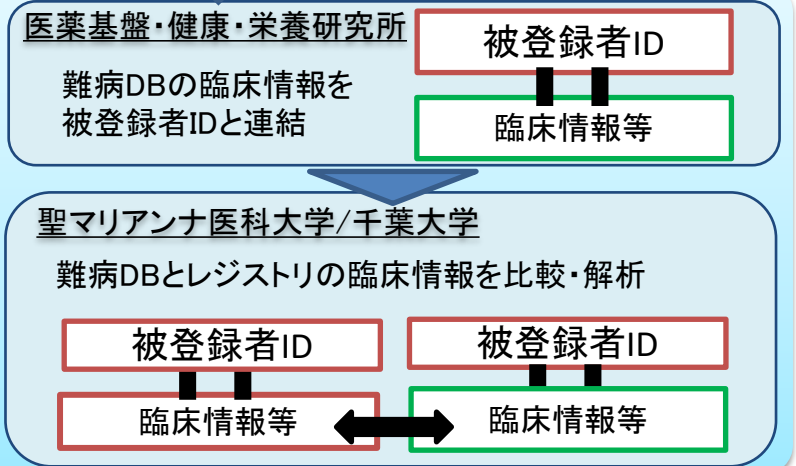 医薬基盤・健康・栄養研究所
被登録者ID
難病DBの臨床情報を
被登録者IDと連結
臨床情報等
聖マリアンナ医科大学/千葉大学
難病DBとレジストリの臨床情報を比較・解析
被登録者ID
被登録者ID
臨床情報等
臨床情報等